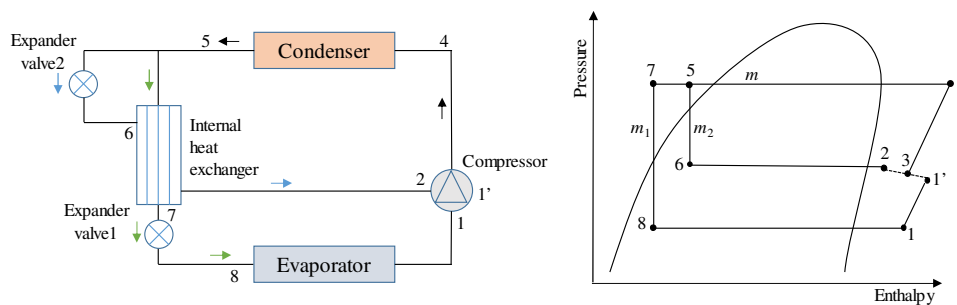 Expander
valve2
5
Condenser
4
6
Internal
heat
exchanger
Compressor
2
1'
Expander
valve1
7
1
8
Evaporator
Pressure
7
5
m
m1
m2
6
2
3
1'
8
1
Enthalpy